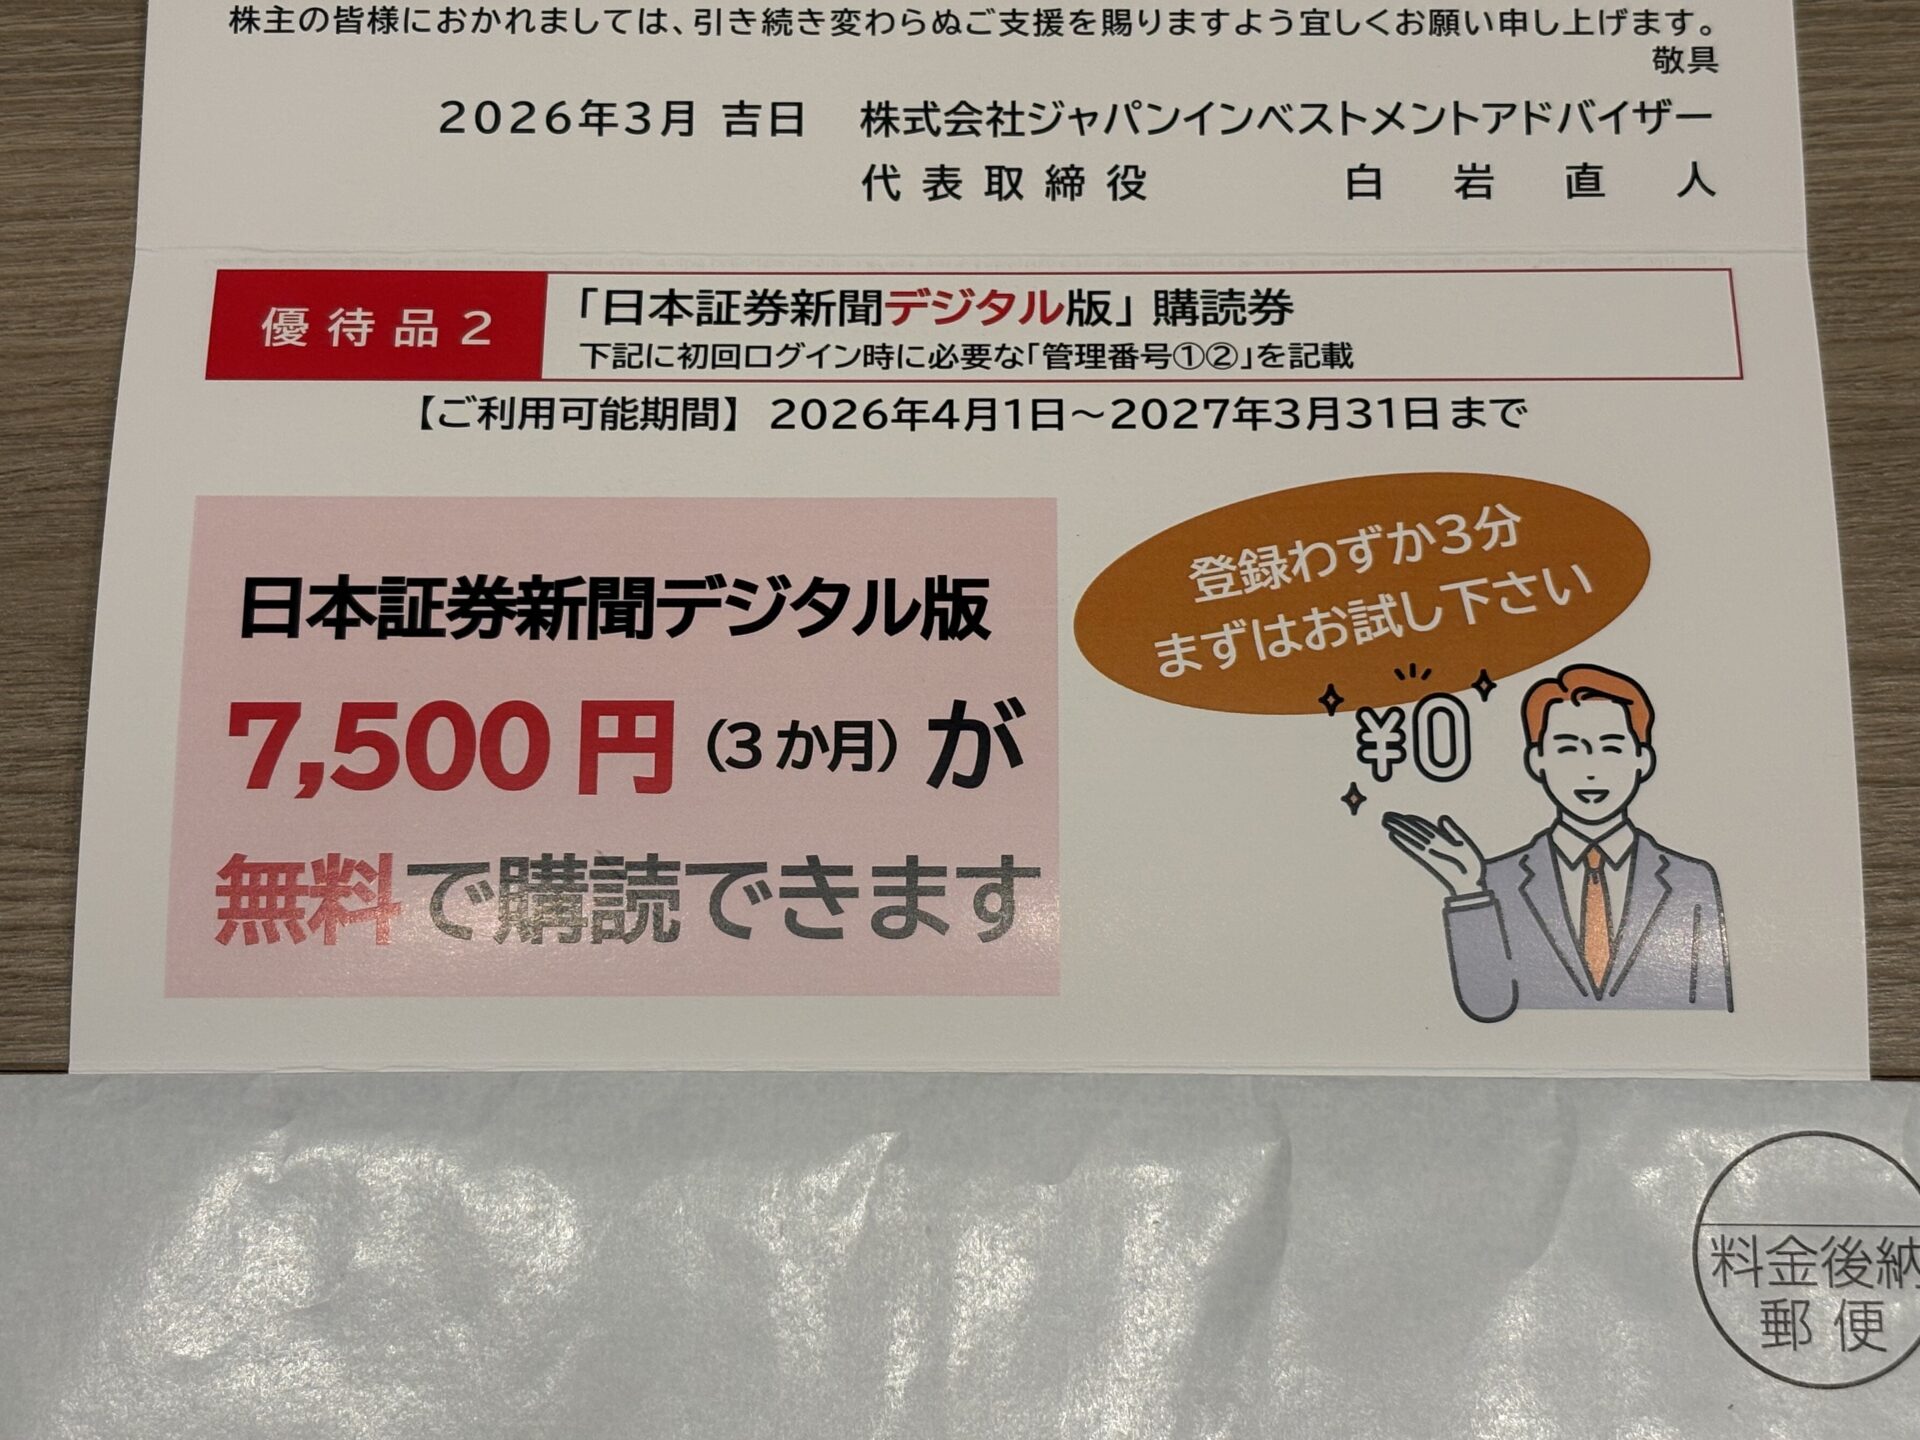 株主の皆様におかれましては、引き続き変わらぬご支援を賜りますよう宜しくお願い申し上げます。
敬具
2026年3月 吉日 株式会社ジャパンインベストメントアドバイザー
代表取締役 白岩直人
優待品2
「日本証券新聞デジタル版」購読券
下記に初回ログイン時に必要な「管理番号①②」を記載
【ご利用可能期間】 2026年4月1日～2027年3月31日まで
日本証券新聞デジタル版
7,500円（3か月）が
無料で購読できます
登録わずか3分
まずはお試し下さい
¥0
料金後納
郵便